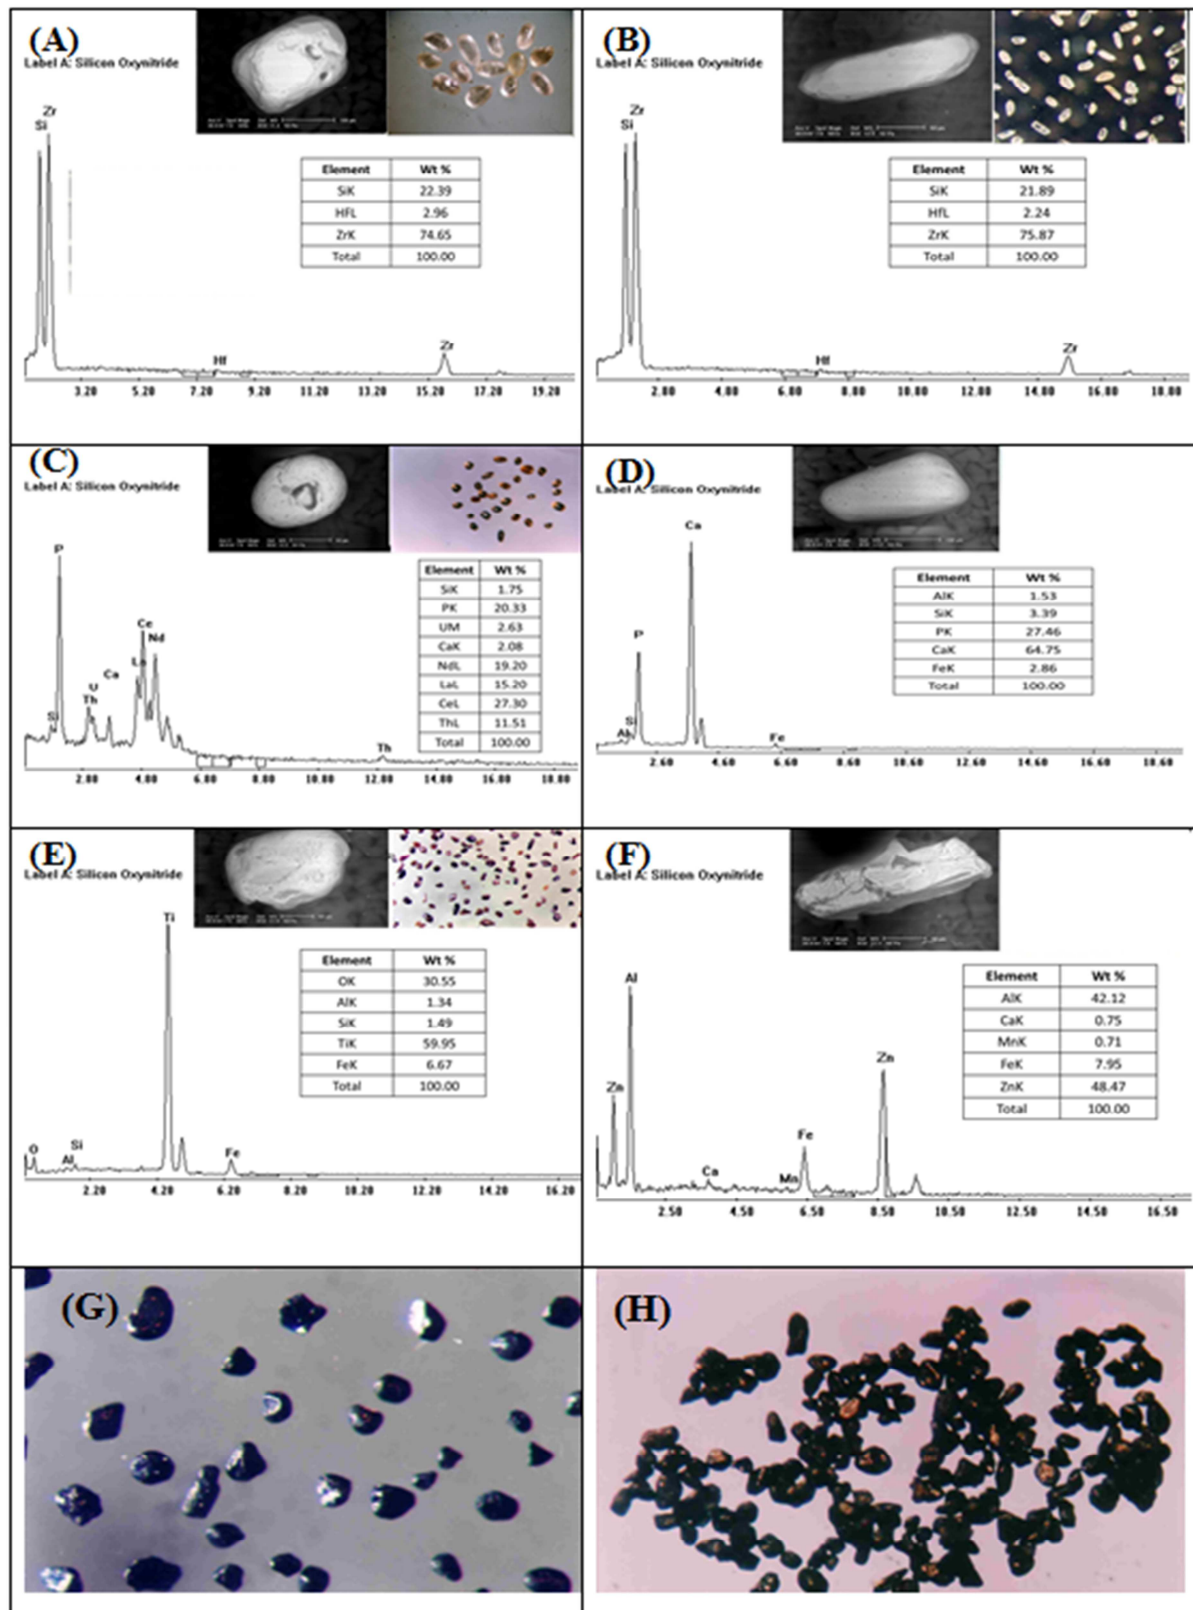 (A)
Label A: Silicon Oxynitride
Zr
Si
Element Wt %
SiK 22.39
HFL 2.96
ZrK 74.65
Total 100.00
Hf
Zr
3.20 5.20 7.20 9.20 11.20 13.20 15.20 17.20 19.20
(B)
Label A: Silicon Oxynitride
Zr
Si
Element Wt %
SiK 21.89
HfL 2.24
ZrK 75.87
Total 100.00
Hf
Zr
2.00 4.00 6.00 8.00 10.00 12.00 14.00 16.00 18.00
(C)
Label A: Silicon Oxynitride
P
Element Wt %
SiK 1.75
PK 20.33
UM 2.63
CaK 2.08
NdL 19.20
LaL 15.20
CeL 27.30
ThL 11.51
Total 100.00
Ce
Nd
La
Ca
U
Th
Si
Th
2.00 4.00 6.00 8.00 10.00 12.00 14.00 16.00 18.00
(D)
Label A: Silicon Oxynitride
Ca
Element Wt %
AlK 1.53
SiK 3.39
PK 27.46
CaK 64.75
FeK 2.86
Total 100.00
P
Si
Al
Fe
2.60 4.60 6.60 8.60 10.60 12.60 14.60 16.60 18.60
(E)
Label A: Silicon Oxynitride
Ti
Element Wt %
OK 30.55
AlK 1.34
SiK 1.49
TiK 59.95
FeK 6.67
Total 100.00
O
Si
Al
Fe
2.20 4.20 6.20 8.20 10.20 12.20 14.20 16.20
(F)
Label A: Silicon Oxynitride
Al
Element Wt %
AlK 42.12
CaK 0.75
MnK 0.71
FeK 7.95
ZnK 48.47
Total 100.00
Zn
Zn
Fe
Ca
Mn
2.50 4.50 6.50 8.50 10.50 12.50 14.50 16.50
(G)
(H)